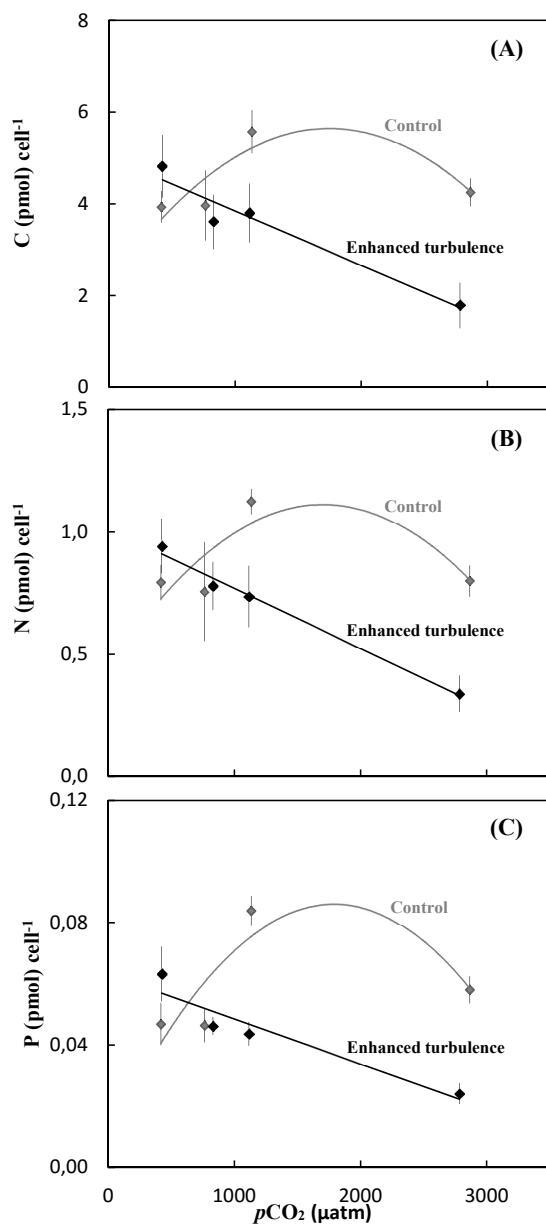 8
(A)
6
Control
C (pmol) cell-1
4
Enhanced turbulence
2
0
1,5
(B)
Control
1,0
N (pmol) cell-1
Enhanced turbulence
0,5
0,0
0,12
(C)
Control
0,08
P (pmol) cell-1
Enhanced turbulence
0,04
0,00
0 1000 2000 3000
pCO2 (µatm)